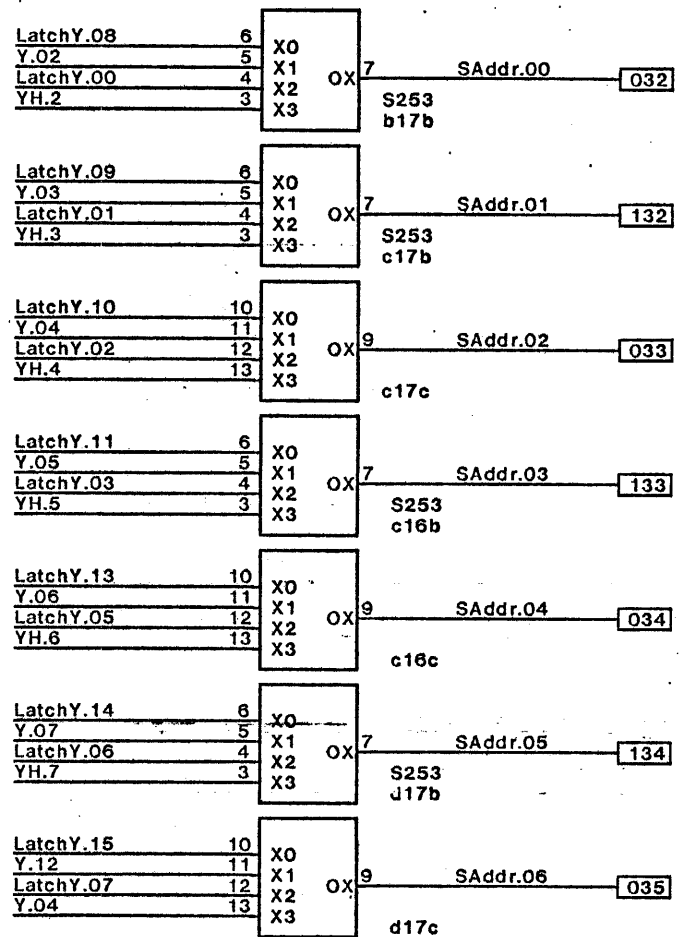 LatchY.08 6 X0
Y.02 5 X1
LatchY.00 4 X2 OX 7 SAddr.00 032
YH.2 3 X3 S253
b17b
LatchY.09 6 X0
Y.03 5 X1
LatchY.01 4 X2 OX 7 SAddr.01 132
YH.3 3 X3 S253
c17b
LatchY.10 10 X0
Y.04 11 X1
LatchY.02 12 X2 OX 9 SAddr.02 033
YH.4 13 X3
c17c
LatchY.11 6 X0
Y.05 5 X1
LatchY.03 4 X2 OX 7 SAddr.03 133
YH.5 3 X3 S253
c16b
LatchY.13 10 X0
Y.06 11 X1
LatchY.05 12 X2 OX 9 SAddr.04 034
YH.6 13 X3
c16c
LatchY.14 6 X0
Y.07 5 X1
LatchY.06 4 X2 OX 7 SAddr.05 134
YH.7 3 X3 S253
d17b
LatchY.15 10 X0
Y.12 11 X1
LatchY.07 12 X2 OX 9 SAddr.06 035
Y.04 13 X3
d17c